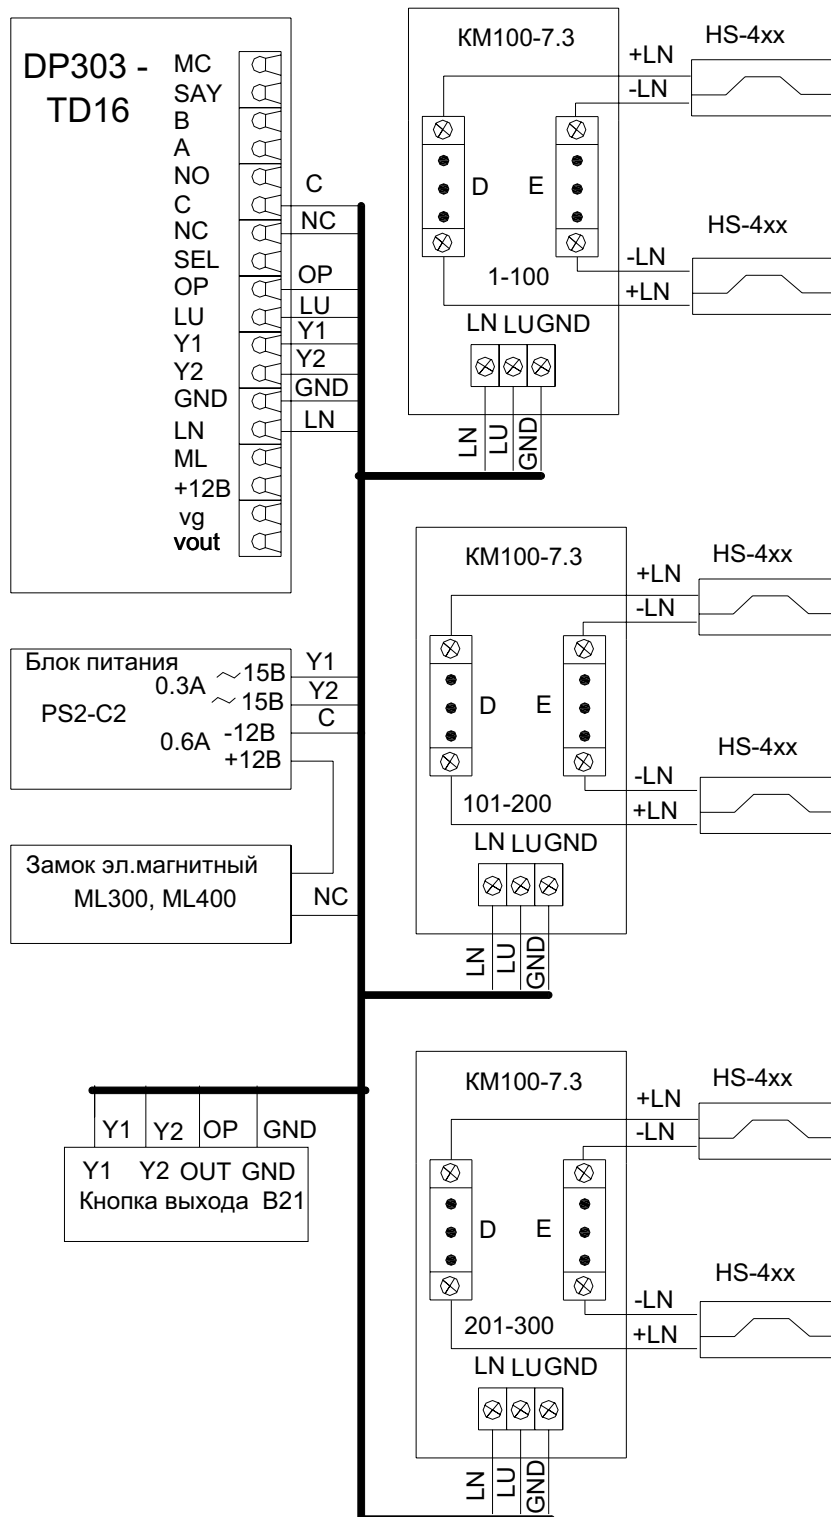 DP303 -
TD16
MC
SAY
B
A
NO
C
NC
SEL
OP
LU
Y1
Y2
GND
LN
ML
+12В
vg
vout
C
NC
OP
LU
Y1
Y2
GND
LN
КМ100-7.3
+LN
-LN
HS-4xx
D
E
HS-4xx
-LN
+LN
1-100
LN
LU
GND
LN
LU
GND
Блок питания
PS2-C2
0.3А
~ 15В
~ 15В
0.6А
-12В
+12В
Y1
Y2
C
Замок эл.магнитный
ML300, ML400
NC
КМ100-7.3
+LN
-LN
HS-4xx
D
E
HS-4xx
-LN
+LN
101-200
LN
LU
GND
LN
LU
GND
Y1
Y2
OP
GND
Y1
Y2
OUT
GND
Кнопка выхода B21
КМ100-7.3
+LN
-LN
HS-4xx
D
E
HS-4xx
-LN
+LN
201-300
LN
LU
GND
LN
LU
GND